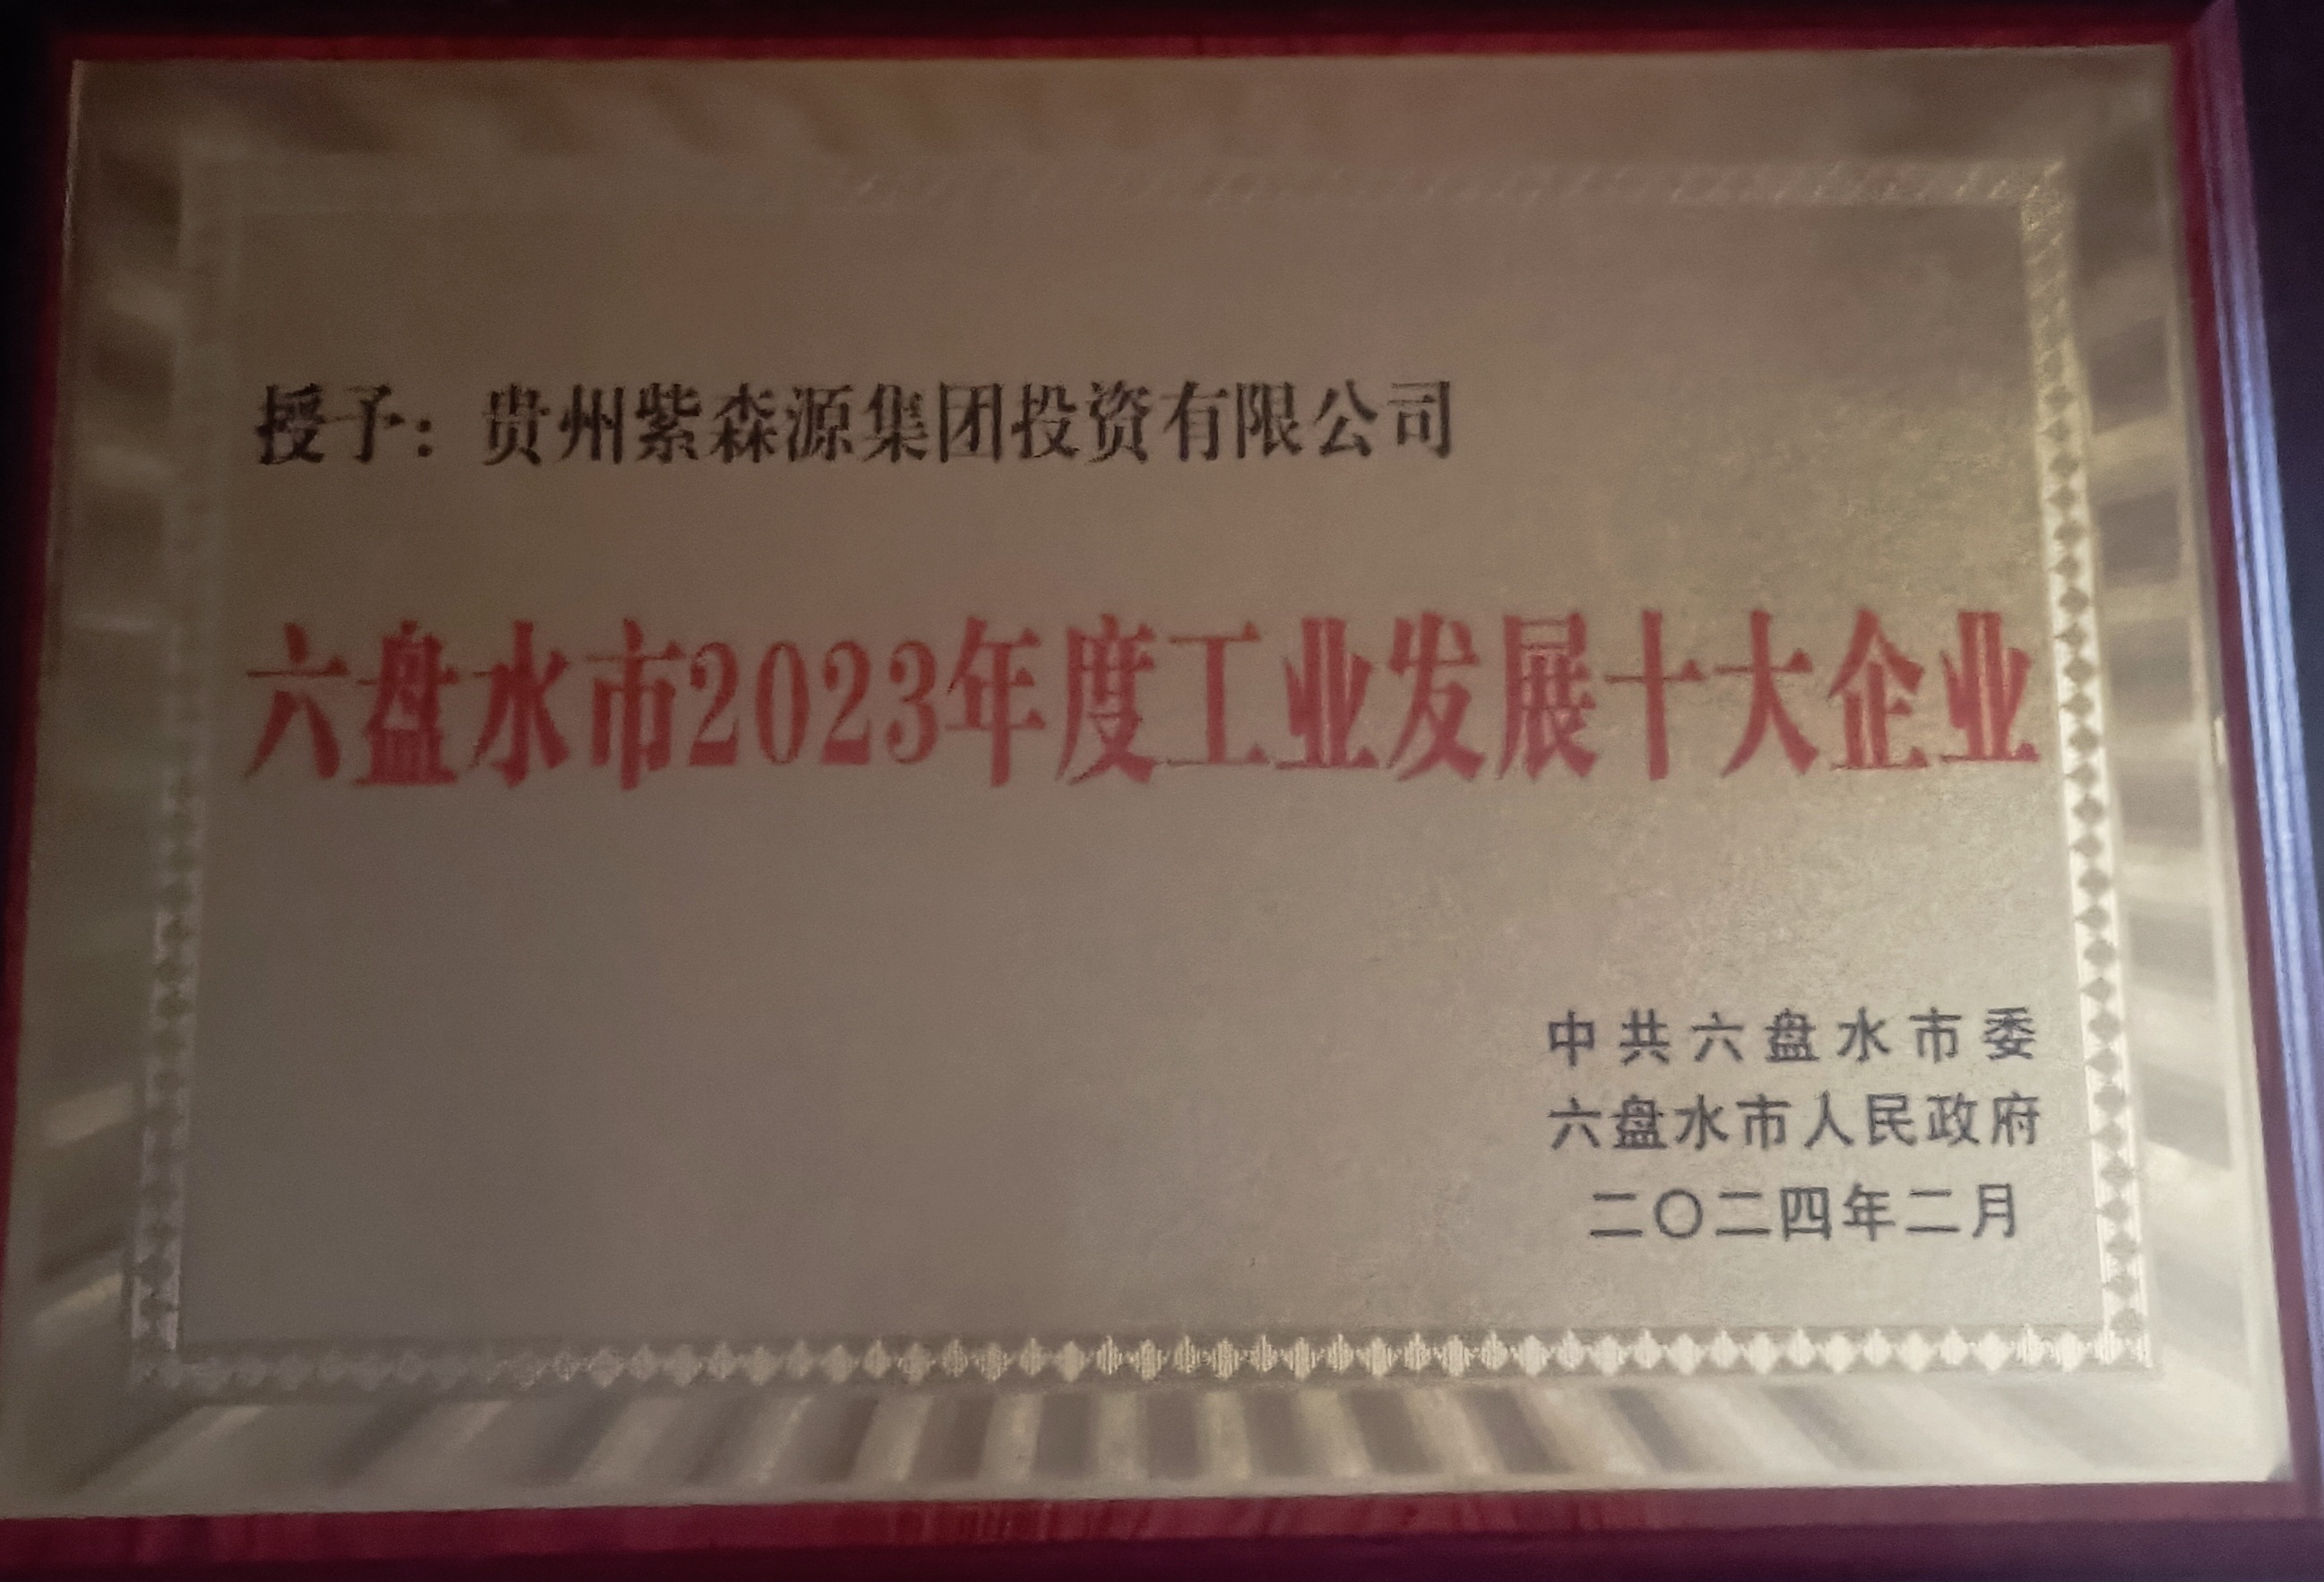 授予：贵州紫森源集团投资有限公司
六盘水市2023年度工业发展十大企业
中共六盘水市委
六盘水市人民政府
二〇二四年二月